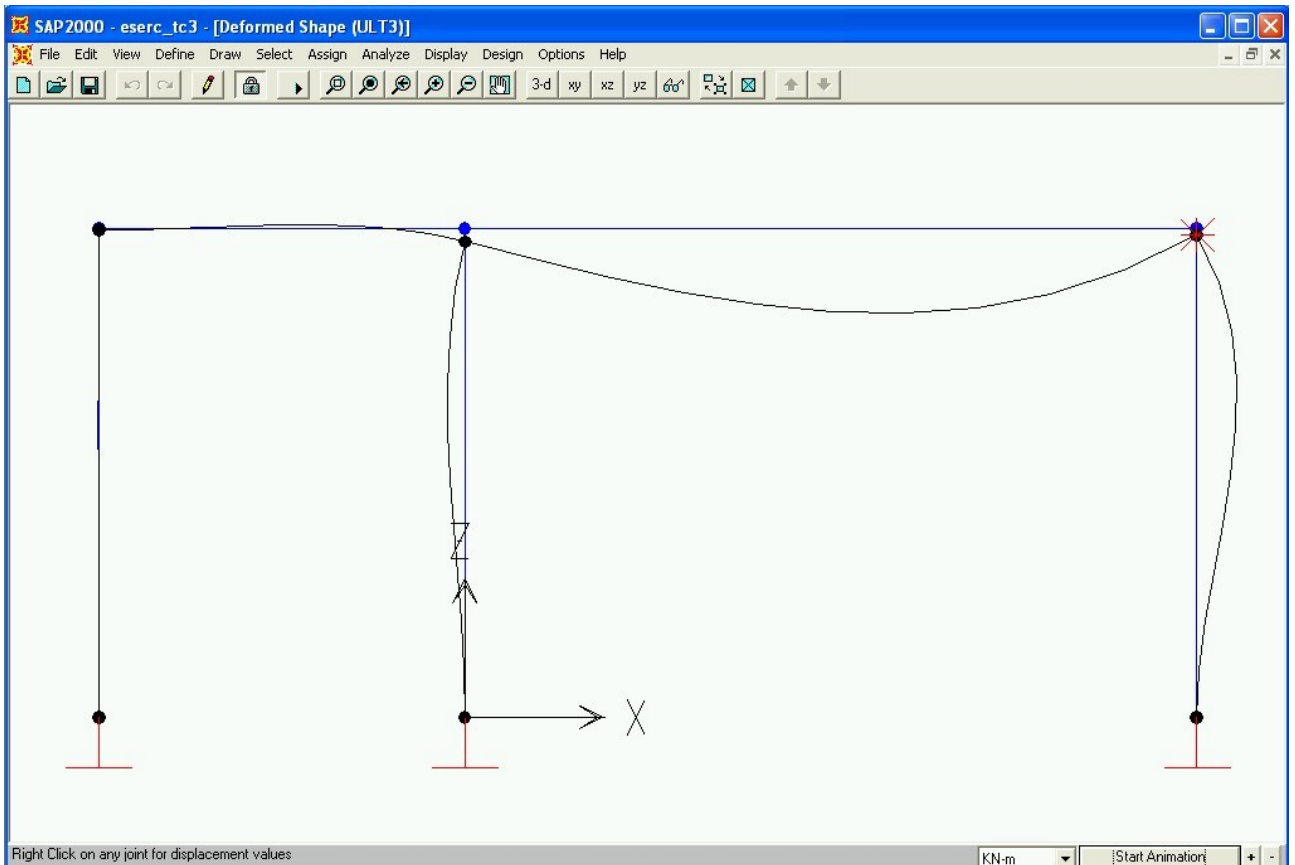 SAP2000 - eserc_tc3 - [Deformed Shape (ULT3)]
File Edit View Define Draw Select Assign Analyze Display Design Options Help
3-d xy xz yz
Z
X
Right Click on any joint for displacement values
KN-m
Start Animation
+ -